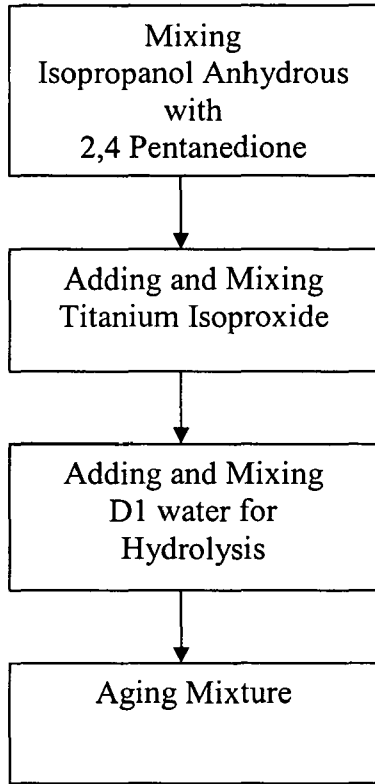 Mixing
Isopropanol Anhydrous
with
2,4 Pentanedione
Adding and Mixing
Titanium Isoproxide
Adding and Mixing
D1 water for
Hydrolysis
Aging Mixture